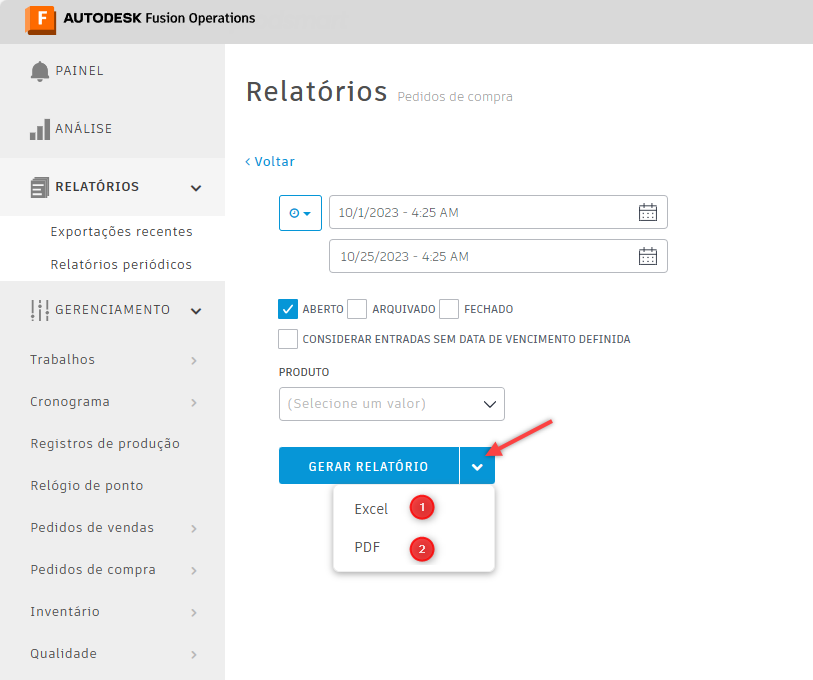 F AUTODESK Fusion Operations
PAINEL
ANÁLISE
RELATÓRIOS
Exportações recentes
Relatórios periódicos
GERENCIAMENTO
Trabalhos
Cronograma
Registros de produção
Relógio de ponto
Pedidos de vendas
Pedidos de compra
Inventário
Qualidade
Relatórios Pedidos de compra
‹ Voltar
10/1/2023 - 4:25 AM
10/25/2023 - 4:25 AM
ABERTO ARQUIVADO FECHADO
CONSIDERAR ENTRADAS SEM DATA DE VENCIMENTO DEFINIDA
PRODUTO
(Selecione um valor)
GERAR RELATÓRIO
Excel 1
PDF 2